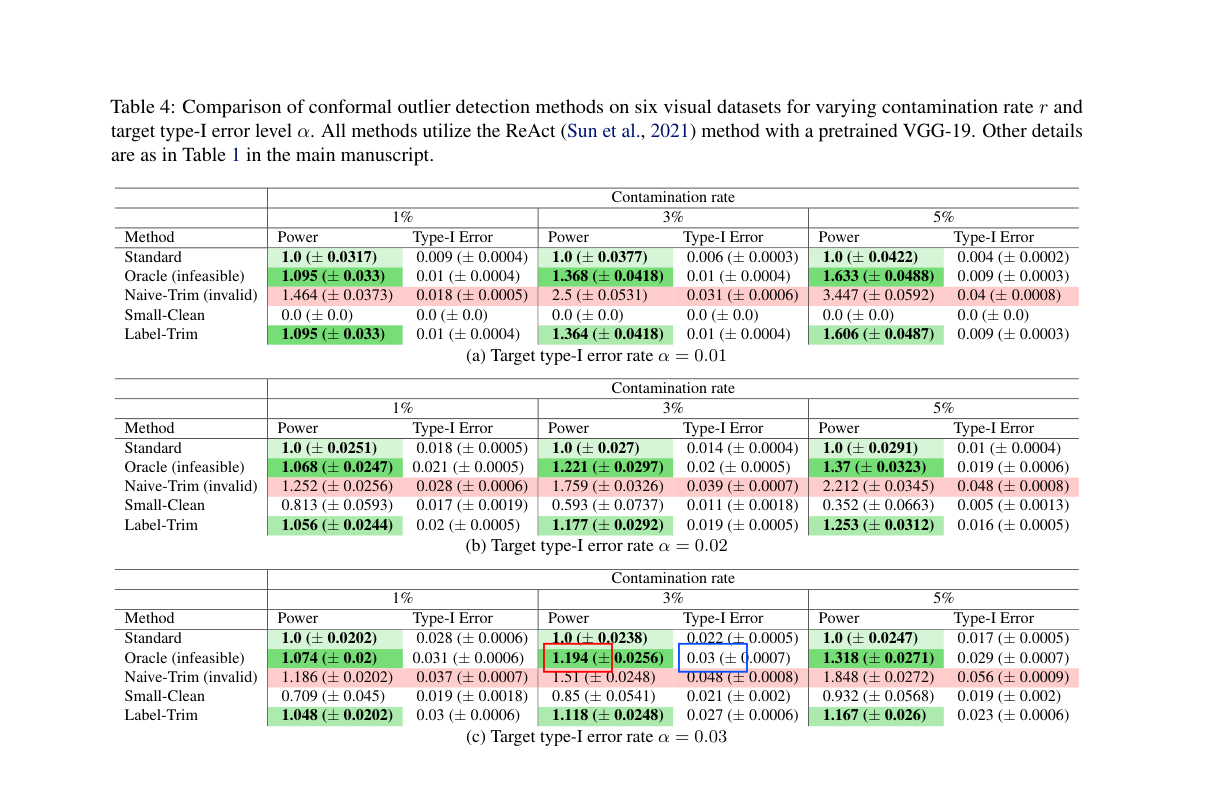 Table 4: Comparison of conformal outlier detection methods on six visual datasets for varying contamination rate r and
target type-I error level α. All methods utilize the ReAct (Sun et al., 2021) method with a pretrained VGG-19. Other details
are as in Table 1 in the main manuscript.
Contamination rate
1% 3% 5%
Method Power Type-I Error Power Type-I Error Power Type-I Error
Standard 1.0 (± 0.0317) 0.009 (± 0.0004) 1.0 (± 0.0377) 0.006 (± 0.0003) 1.0 (± 0.0422) 0.004 (± 0.0002)
Oracle (infeasible) 1.095 (± 0.033) 0.01 (± 0.0004) 1.368 (± 0.0418) 0.01 (± 0.0004) 1.633 (± 0.0488) 0.009 (± 0.0003)
Naive-Trim (invalid) 1.464 (± 0.0373) 0.018 (± 0.0005) 2.5 (± 0.0531) 0.031 (± 0.0006) 3.447 (± 0.0592) 0.04 (± 0.0008)
Small-Clean 0.0 (± 0.0) 0.0 (± 0.0) 0.0 (± 0.0) 0.0 (± 0.0) 0.0 (± 0.0) 0.0 (± 0.0)
Label-Trim 1.095 (± 0.033) 0.01 (± 0.0004) 1.364 (± 0.0418) 0.01 (± 0.0004) 1.606 (± 0.0487) 0.009 (± 0.0003)
(a) Target type-I error rate α = 0.01
Contamination rate
1% 3% 5%
Method Power Type-I Error Power Type-I Error Power Type-I Error
Standard 1.0 (± 0.0251) 0.018 (± 0.0005) 1.0 (± 0.027) 0.014 (± 0.0004) 1.0 (± 0.0291) 0.01 (± 0.0004)
Oracle (infeasible) 1.068 (± 0.0247) 0.021 (± 0.0005) 1.221 (± 0.0297) 0.02 (± 0.0005) 1.37 (± 0.0323) 0.019 (± 0.0006)
Naive-Trim (invalid) 1.252 (± 0.0256) 0.028 (± 0.0006) 1.759 (± 0.0326) 0.039 (± 0.0007) 2.212 (± 0.0345) 0.048 (± 0.0008)
Small-Clean 0.813 (± 0.0593) 0.017 (± 0.0019) 0.593 (± 0.0737) 0.011 (± 0.0018) 0.352 (± 0.0663) 0.005 (± 0.0013)
Label-Trim 1.056 (± 0.0244) 0.02 (± 0.0005) 1.177 (± 0.0292) 0.019 (± 0.0005) 1.253 (± 0.0312) 0.016 (± 0.0005)
(b) Target type-I error rate α = 0.02
Contamination rate
1% 3% 5%
Method Power Type-I Error Power Type-I Error Power Type-I Error
Standard 1.0 (± 0.0202) 0.028 (± 0.0006) 1.0 (± 0.0238) 0.022 (± 0.0005) 1.0 (± 0.0247) 0.017 (± 0.0005)
Oracle (infeasible) 1.074 (± 0.02) 0.031 (± 0.0006) 1.194 (± 0.0256) 0.03 (± 0.0007) 1.318 (± 0.0271) 0.029 (± 0.0007)
Naive-Trim (invalid) 1.186 (± 0.0202) 0.037 (± 0.0007) 1.51 (± 0.0248) 0.048 (± 0.0008) 1.848 (± 0.0272) 0.056 (± 0.0009)
Small-Clean 0.709 (± 0.045) 0.019 (± 0.0018) 0.85 (± 0.0541) 0.021 (± 0.002) 0.932 (± 0.0568) 0.019 (± 0.002)
Label-Trim 1.048 (± 0.0202) 0.03 (± 0.0006) 1.118 (± 0.0248) 0.027 (± 0.0006) 1.167 (± 0.026) 0.023 (± 0.0006)
(c) Target type-I error rate α = 0.03